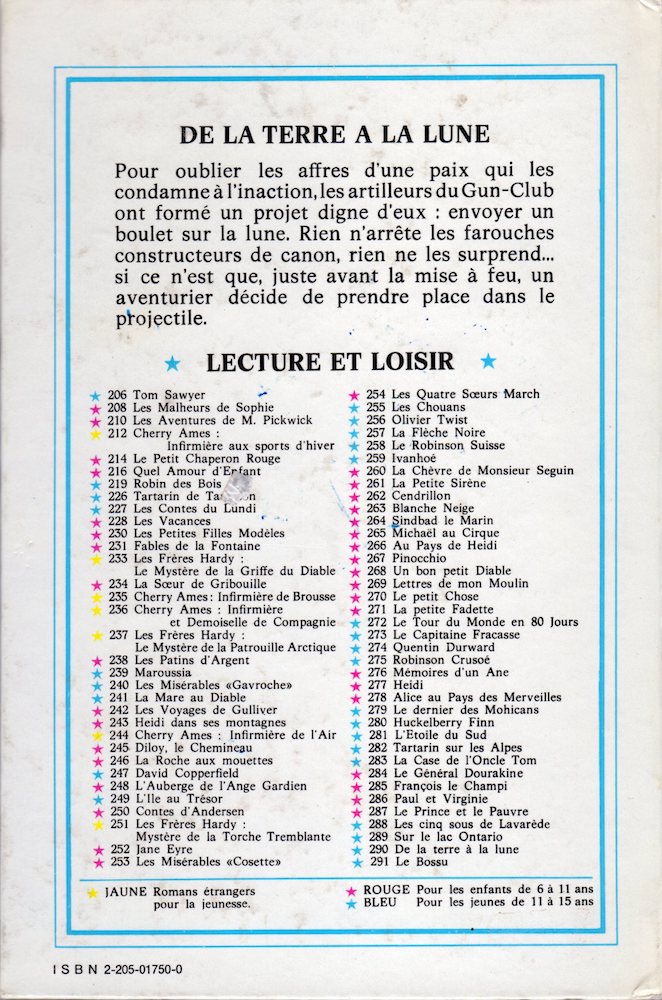 DE LA TERRE A LA LUNE
Pour oublier les affres d'une paix qui les
condamne à l'inaction, les artilleurs du Gun-Club
ont formé un projet digne d'eux : envoyer un
boulet sur la lune. Rien n'arrête les farouches
constructeurs de canon, rien ne les surprend...
si ce n'est que, juste avant la mise à feu, un
aventurier décide de prendre place dans le
projectile.
LECTURE ET LOISIR
206 Tom Sawyer
208 Les Malheurs de Sophie
210 Les Aventures de M. Pickwick
212 Cherry Ames :
Infirmière aux sports d'hiver
214 Le Petit Chaperon Rouge
216 Quel Amour d'Enfant
219 Robin des Bois
226 Tartarin de
227 Les Contes du Lundi
228 Les Vacances
230 Les Petites Filles Modèles
231 Fables de la Fontaine
233 Les Frères Hardy :
Le Mystère de la Griffe du Diable
234 La Sœur de Gribouille
235 Cherry Ames : Infirmière de Brousse
236 Cherry Ames : Infirmière
et Demoiselle de Compagnie
237 Les Frères Hardy :
Le Mystère de la Patrouille Arctique
238 Les Patins d'Argent
239 Maroussia
240 Les Misérables «Gavroche»
241 La Mare au Diable
242 Les Voyages de Gulliver
243 Heidi dans ses montagnes
244 Cherry Ames : Infirmière de l'Air
245 Diloy, le Chemineau
246 La Roche aux mouettes
247 David Copperfield
248 L'Auberge de l'Ange Gardien
249 L'Ile au Trésor
250 Contes d'Andersen
251 Les Frères Hardy :
Mystère de la Torche Tremblante
252 Jane Eyre
253 Les Misérables «Cosette»
254 Les Quatre Sœurs March
255 Les Chouans
256 Olivier Twist
257 La Flèche Noire
258 Le Robinson Suisse
259 Ivanhoé
260 La Chèvre de Monsieur Seguin
261 La Petite Sirène
262 Cendrillon
263 Blanche Neige
264 Sindbad le Marin
265 Michaël au Cirque
266 Au Pays de Heidi
267 Pinocchio
268 Un bon petit Diable
269 Lettres de mon Moulin
270 Le petit Chose
271 La petite Fadette
272 Le Tour du Monde en 80 Jours
273 Le Capitaine Fracasse
274 Quentin Durward
275 Robinson Crusoé
276 Mémoires d'un Ane
277 Heidi
278 Alice au Pays des Merveilles
279 Le dernier des Mohicans
280 Huckelberry Finn
281 L'Etoile du Sud
282 Tartarin sur les Alpes
283 La Case de l'Oncle Tom
284 Le Général Dourakine
285 François le Champi
286 Paul et Virginie
287 Le Prince et le Pauvre
288 Les cinq sous de Lavarède
289 Sur le lac Ontario
290 De la terre à la lune
291 Le Bossu
JAUNE Romans étrangers
pour la jeunesse.
ROUGE Pour les enfants de 6 à 11 ans
BLEU Pour les jeunes de 11 à 15 ans
ISBN 2-205-01750-0